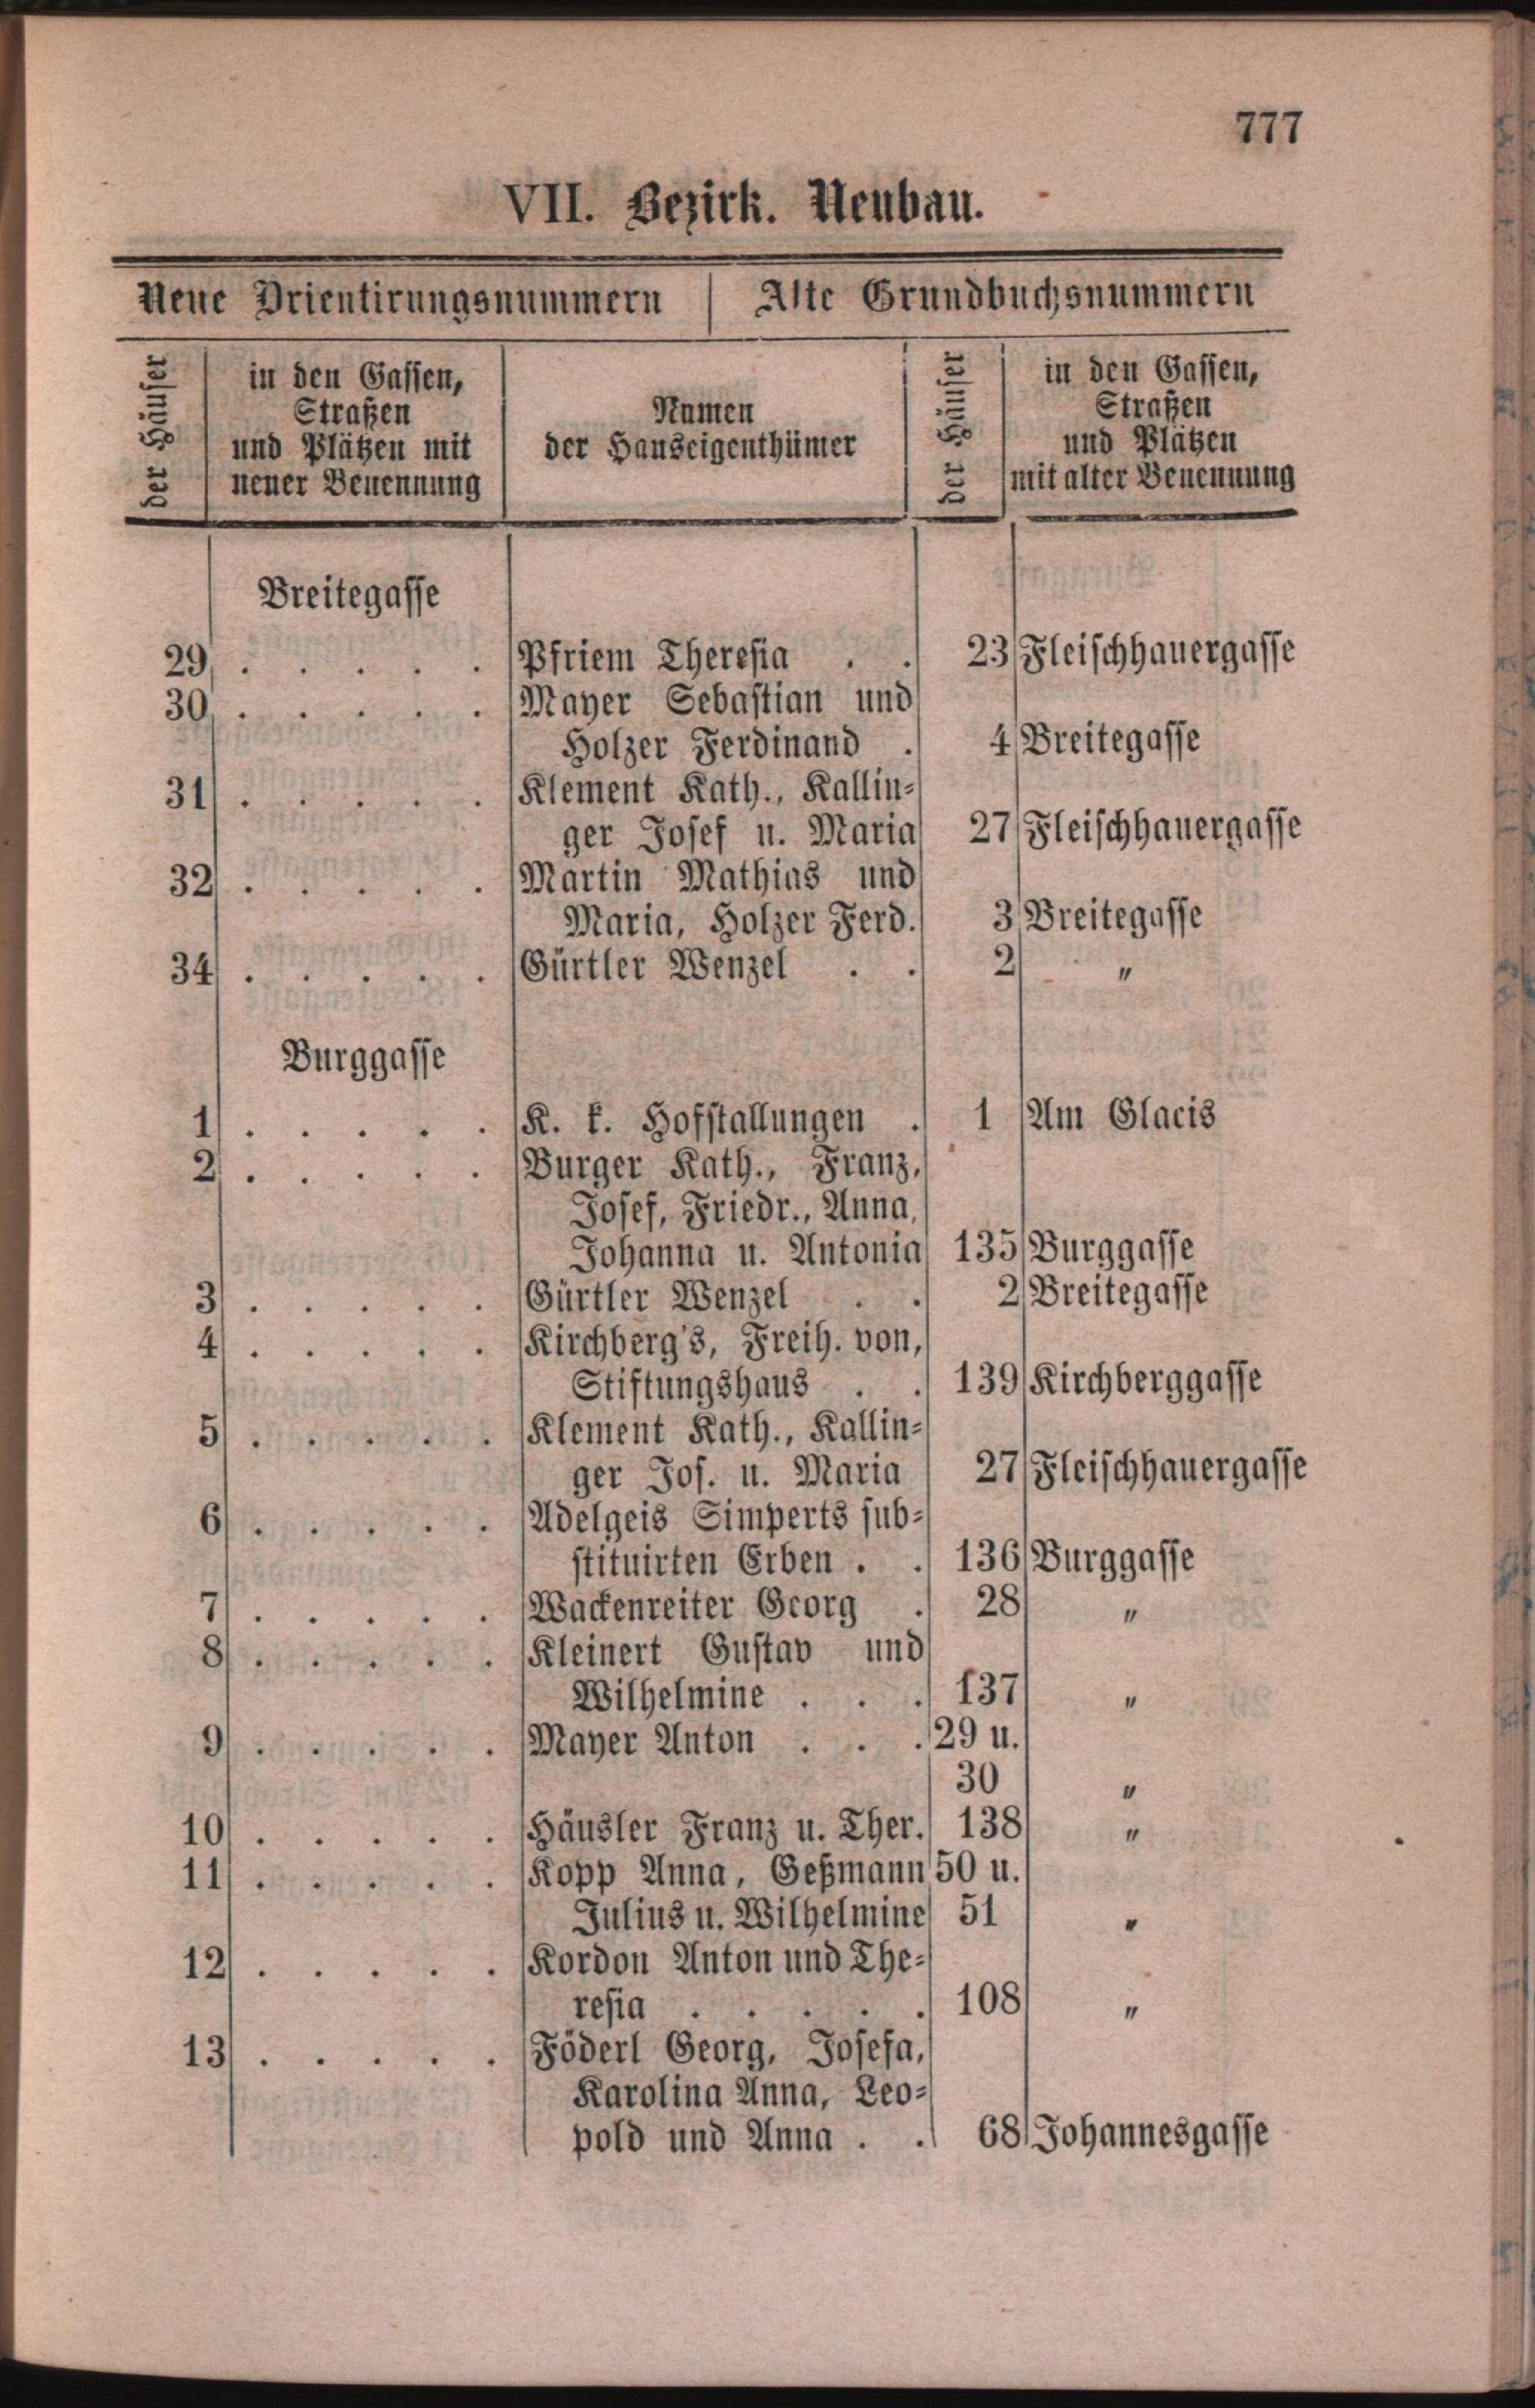 777
VII. Bezirk. Neubau.
Neue Orientirungsnummern | Alte Grundbuchsnummern
der Häuser
in den Gassen,
Straßen
und Plätzen mit
neuer Benennung
Namen
der Hauseigenthümer
der Häuser
in den Gassen,
Straßen
und Plätzen
mit alter Benennung
Breitegasse
29 . . . . . Pfriem Theresia . . 23 Fleischhauergasse
30 . . . . . Mayer Sebastian und
Holzer Ferdinand . 4 Breitegasse
31 . . . . . Klement Kath., Kallin-
ger Josef u. Maria 27 Fleischhauergasse
32 . . . . . Martin Mathias und
Maria, Holzer Ferd. 3 Breitegasse
34 . . . . . Gürtler Wenzel . . 2 "
Burggasse
1 . . . . . K. k. Hofstallungen . 1 Am Glacis
2 . . . . . Burger Kath., Franz,
Josef, Friedr., Anna,
Johanna u. Antonia 135 Burggasse
3 . . . . . Gürtler Wenzel . . 2 Breitegasse
4 . . . . . Kirchberg's, Freih. von,
Stiftungshaus . . 139 Kirchberggasse
5 . . . . . Klement Kath., Kallin-
ger Jos. u. Maria 27 Fleischhauergasse
6 . . . . . Adelgeis Simperts sub-
stituirten Erben . . 136 Burggasse
7 . . . . . Wackenreiter Georg . 28 "
8 . . . . . Kleinert Gustav und
Wilhelmine . . . 137 "
9 . . . . . Mayer Anton . . . 29 u.
30 "
10 . . . . . Häusler Franz u. Ther. 138 "
11 . . . . . Kopp Anna, Geßmann 50 u.
Julius u. Wilhelmine 51 "
12 . . . . . Kordon Anton und The-
resia . . . . . 108 "
13 . . . . . Föderl Georg, Josefa,
Karolina Anna, Leo-
pold und Anna . . 68 Johannesgasse